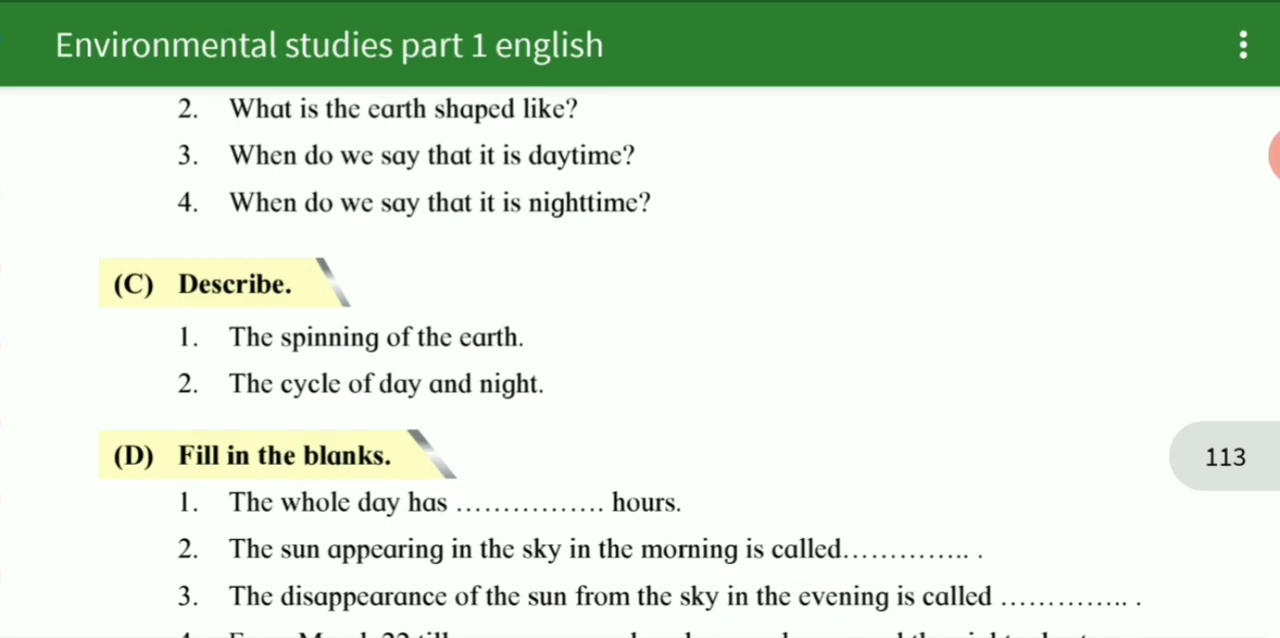 Environmental studies part 1 english
2. What is the earth shaped like?
3. When do we say that it is daytime?
4. When do we say that it is nighttime?
(C) Describe.
1. The spinning of the earth.
2. The cycle of day and night.
(D) Fill in the blanks.
113
1. The whole day has ................ hours.
2. The sun appearing in the sky in the morning is called.............. .
3. The disappearance of the sun from the sky in the evening is called .............. .